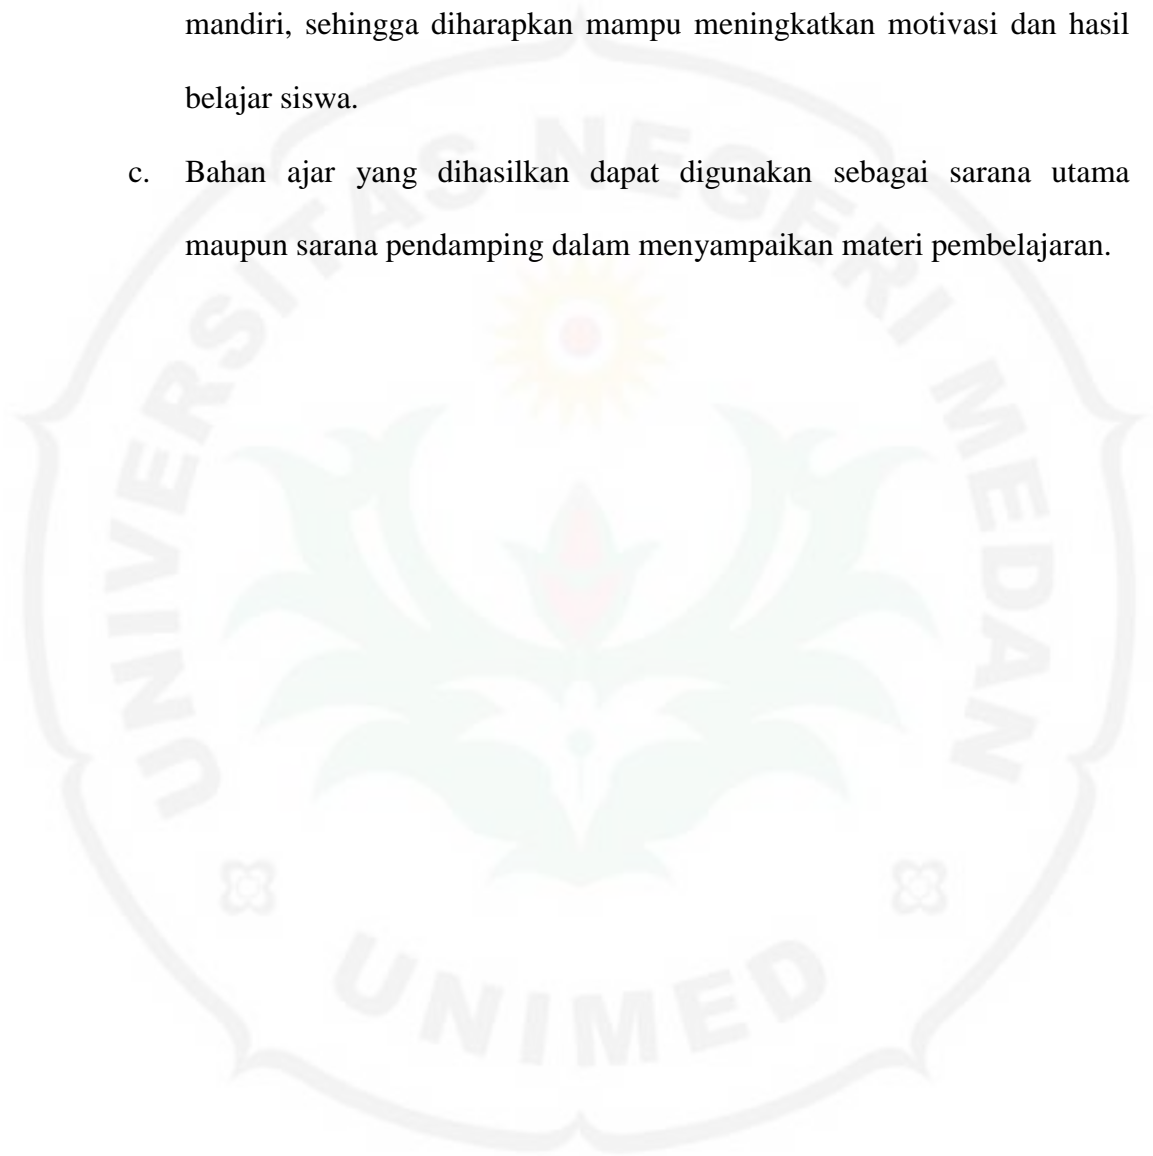 mandiri, sehingga diharapkan mampu meningkatkan motivasi dan hasil
belajar siswa.
c. Bahan ajar yang dihasilkan dapat digunakan sebagai sarana utama
maupun sarana pendamping dalam menyampaikan materi pembelajaran.
UNIVERSITAS NEGERI MEDAN
UNIMED